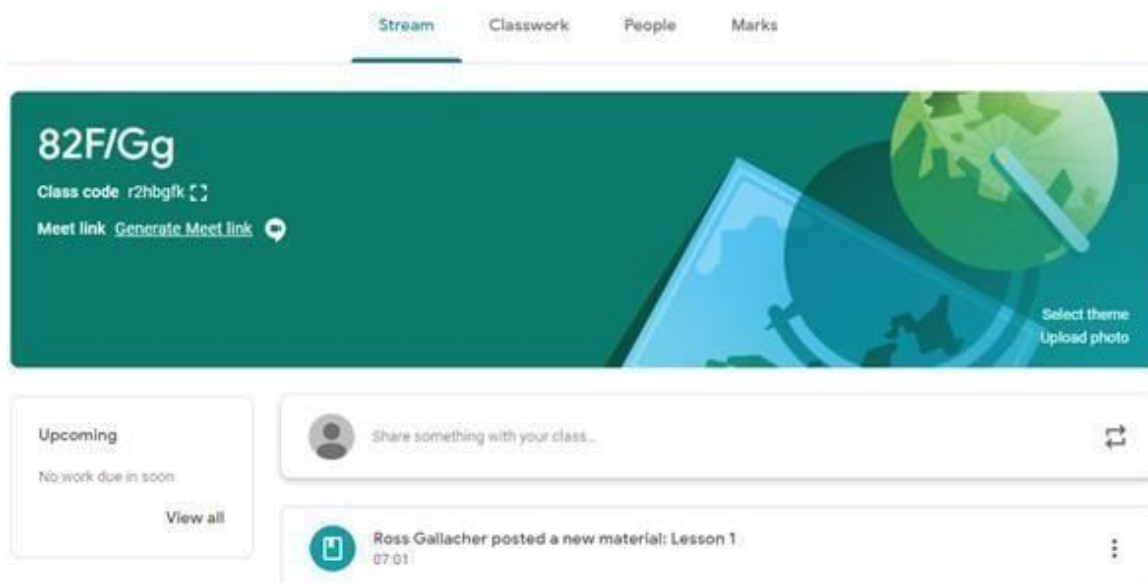 Stream Classwork People Marks
82F/Gg
Class code r2hbgfk
Meet link Generate Meet link
Select theme
Upload photo
Upcoming
No work due in soon
View all
Share something with your class...
Ross Gallacher posted a new material: Lesson 1
07:01